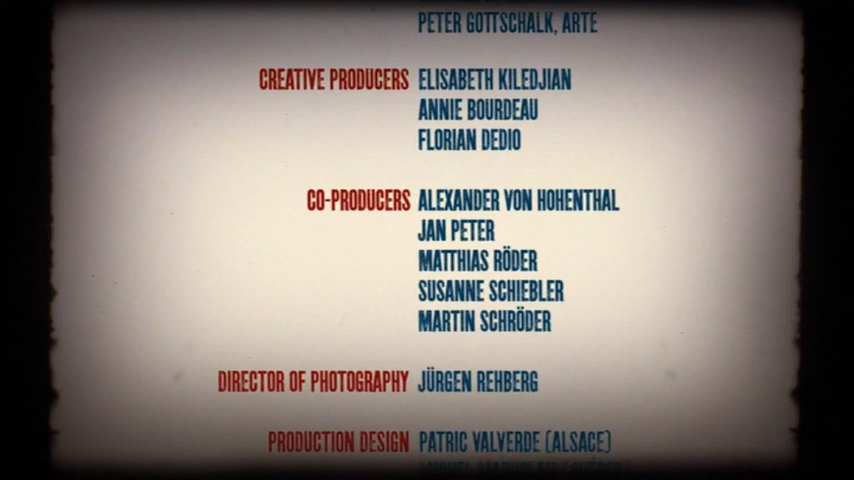 PETER GOTTSCHALK, ARTE
CREATIVE PRODUCERS ELISABETH KILEDJIAN
ANNIE BOURDEAU
FLORIAN DEDIO
CO-PRODUCERS ALEXANDER VON HOHENTHAL
JAN PETER
MATTHIAS RÖDER
SUSANNE SCHIEBLER
MARTIN SCHRÖDER
DIRECTOR OF PHOTOGRAPHY JÜRGEN REHBERG
PRODUCTION DESIGN PATRIC VALVERDE (ALSACE)